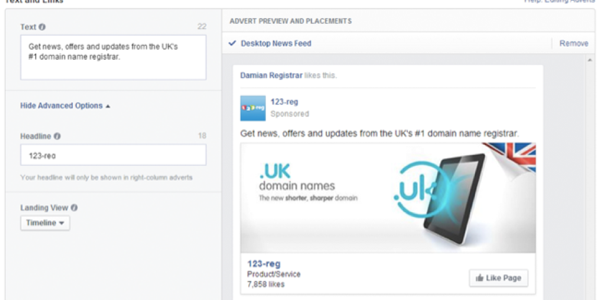 Text and Links
Help: Editing Adverts
Text
22
Get news, offers and updates from the UK's
#1 domain name registrar.
Hide Advanced Options
Headline
18
123-reg
Your headline will only be shown in right-column adverts
Landing View
Timeline
ADVERT PREVIEW AND PLACEMENTS
Desktop News Feed
Remove
Damian Registrar likes this.
123-reg
Sponsored
Get news, offers and updates from the UK's #1 domain name registrar.
.UK
domain names
The new shorter, sharper domain
.uk
123-reg
Product/Service
7,858 likes
Like Page